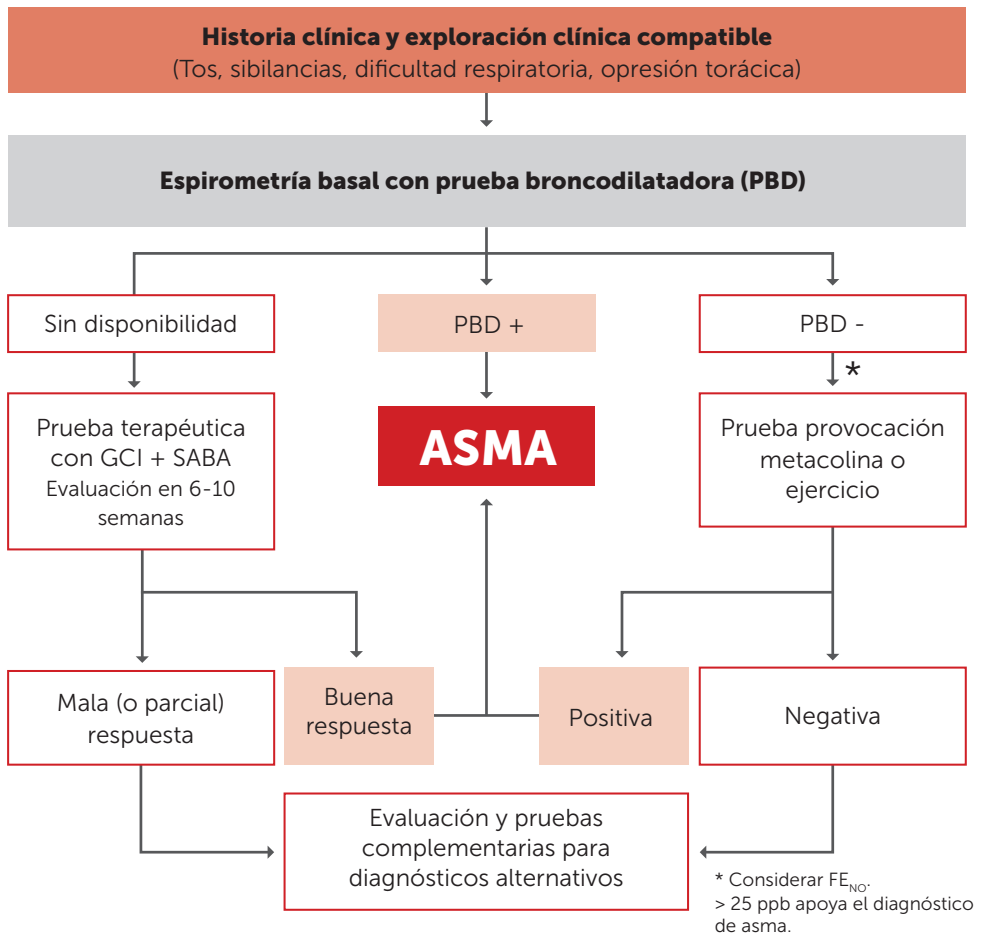 Historia clínica y exploración clínica compatible
(Tos, sibilancias, dificultad respiratoria, opresión torácica)
Espirometría basal con prueba broncodilatadora (PBD)
Sin disponibilidad
PBD +
PBD -
*
Prueba terapéutica
con GCI + SABA
Evaluación en 6-10
semanas
ASMA
Prueba provocación
metacolina o
ejercicio
Mala (o parcial)
respuesta
Buena
respuesta
Positiva
Negativa
Evaluación y pruebas
complementarias para
diagnósticos alternativos
* Considerar FE_NO.
> 25 ppb apoya el diagnóstico
de asma.